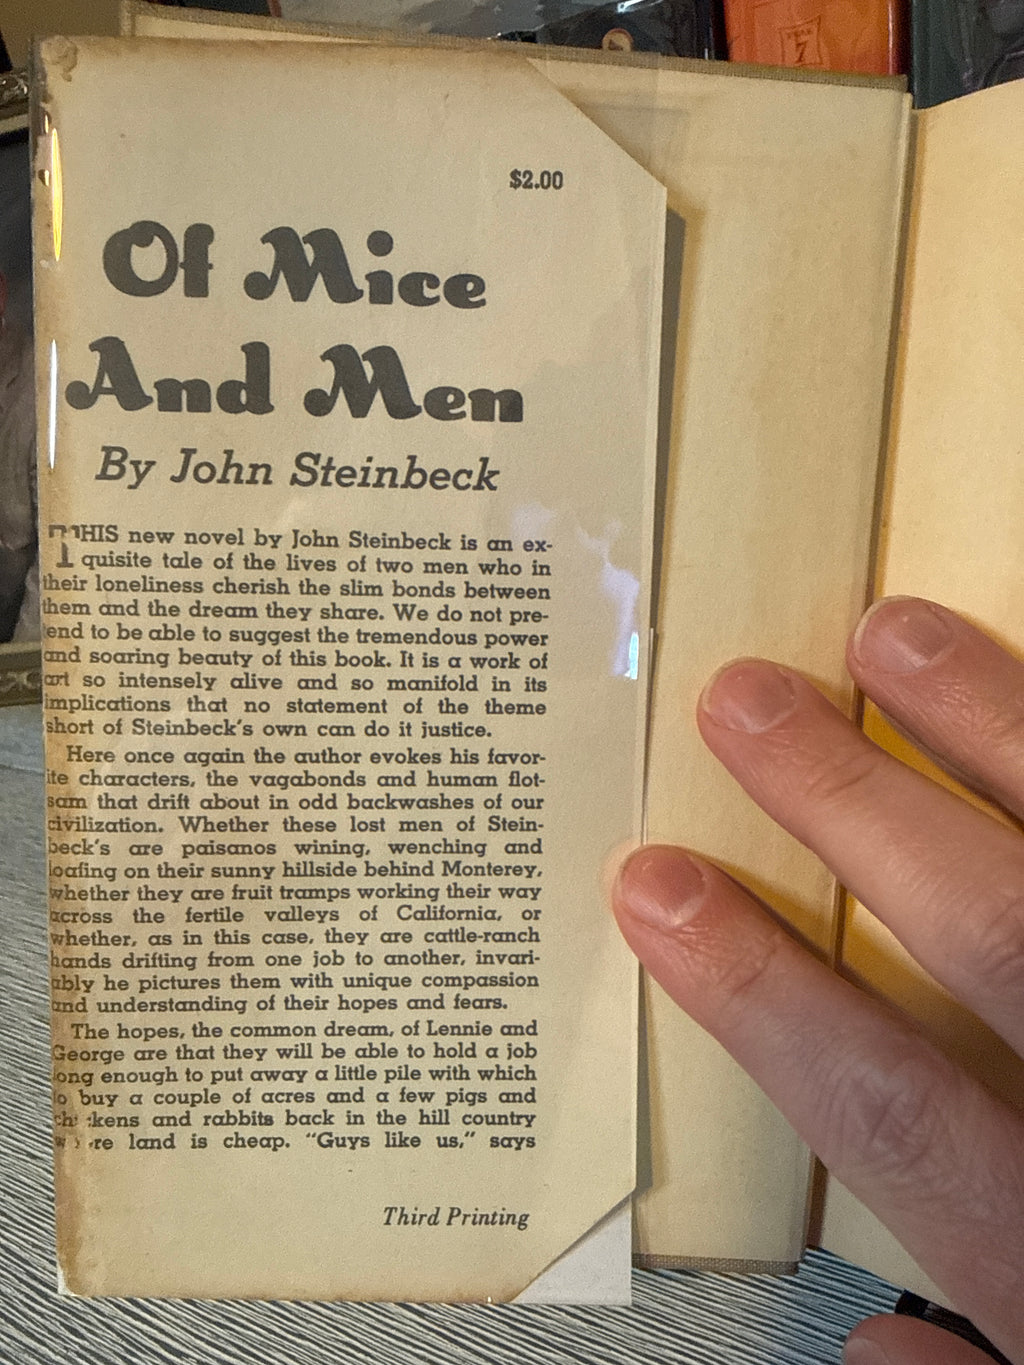 7
$2.00
Of Mice
And Men
By John Steinbeck
THIS new novel by John Steinbeck is an ex-
quisite tale of the lives of two men who in
their loneliness cherish the slim bonds between
them and the dream they share. We do not pre-
tend to be able to suggest the tremendous power
and soaring beauty of this book. It is a work of
art so intensely alive and so manifold in its
implications that no statement of the theme
short of Steinbeck's own can do it justice.
Here once again the author evokes his favor-
ite characters, the vagabonds and human flot-
sam that drift about in odd backwashes of our
civilization. Whether these lost men of Stein-
beck's are paisanos wining, wenching and
loafing on their sunny hillside behind Monterey,
whether they are fruit tramps working their way
across the fertile valleys of California, or
whether, as in this case, they are cattle-ranch
hands drifting from one job to another, invari-
ably he pictures them with unique compassion
and understanding of their hopes and fears.
The hopes, the common dream, of Lennie and
George are that they will be able to hold a job
long enough to put away a little pile with which
to buy a couple of acres and a few pigs and
chickens and rabbits back in the hill country
where land is cheap. "Guys like us," says
Third Printing